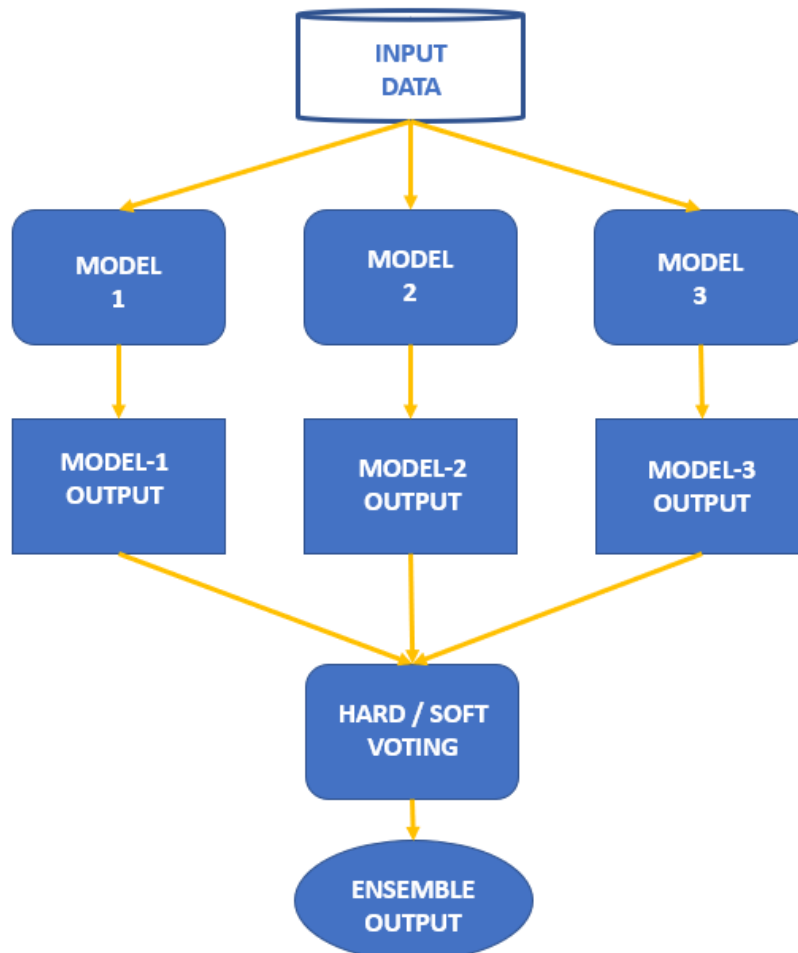 INPUT
DATA
MODEL
1
MODEL
2
MODEL
3
MODEL-1
OUTPUT
MODEL-2
OUTPUT
MODEL-3
OUTPUT
HARD / SOFT
VOTING
ENSEMBLE
OUTPUT